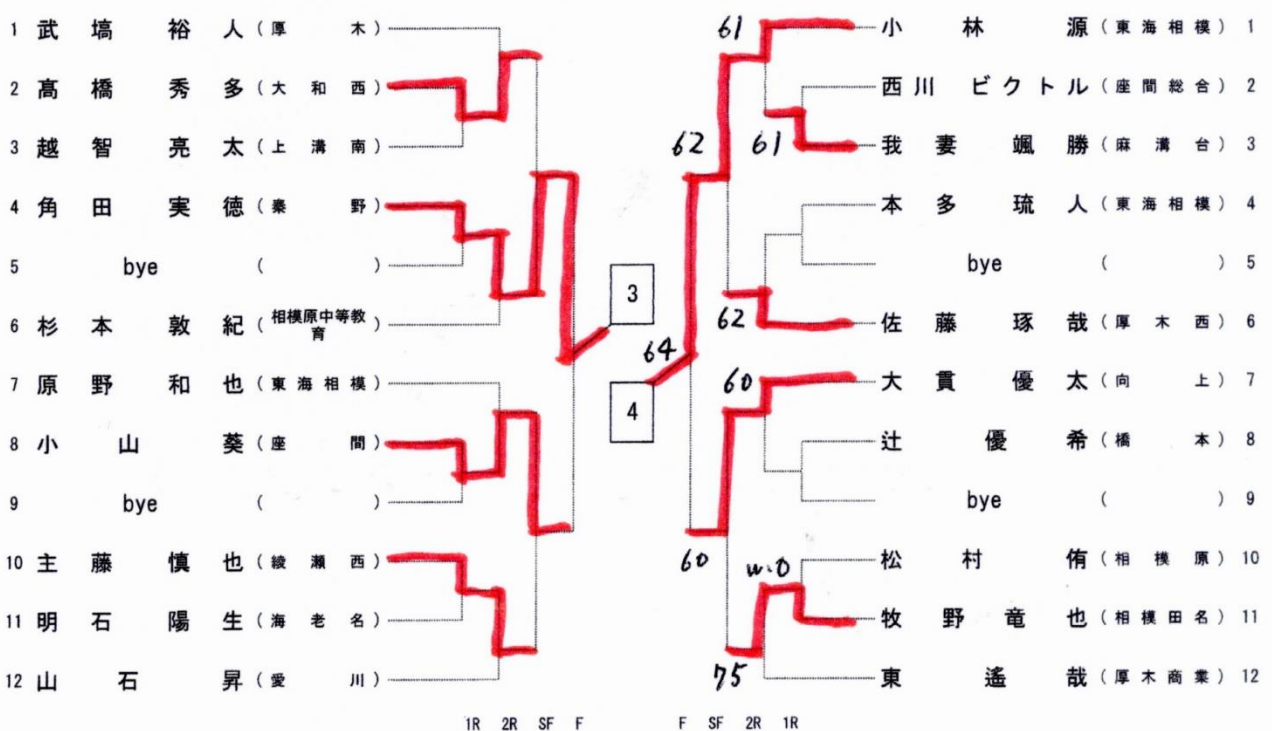 1 武塙裕人 (厚木)
2 髙橋秀多 (大和西)
3 越智亮太 (上溝南)
4 角田実徳 (秦野)
5 bye ( )
6 杉本敦紀 (相模原中等教育)
7 原野和也 (東海相模)
8 小山葵 (座間)
9 bye ( )
10 主藤慎也 (綾瀬西)
11 明石陽生 (海老名)
12 山石昇 (愛川)
1R 2R SF F
3
4
61
62
61
62
64
60
60
w.o
75
小林源 (東海相模) 1
西川ビクトル (座間総合) 2
我妻颯勝 (麻溝台) 3
本多琉人 (東海相模) 4
bye ( ) 5
佐藤琢哉 (厚木西) 6
大貫優太 (向上) 7
辻優希 (橋本) 8
bye ( ) 9
松村侑 (相模原) 10
牧野竜也 (相模田名) 11
東遙哉 (厚木商業) 12
F SF 2R 1R